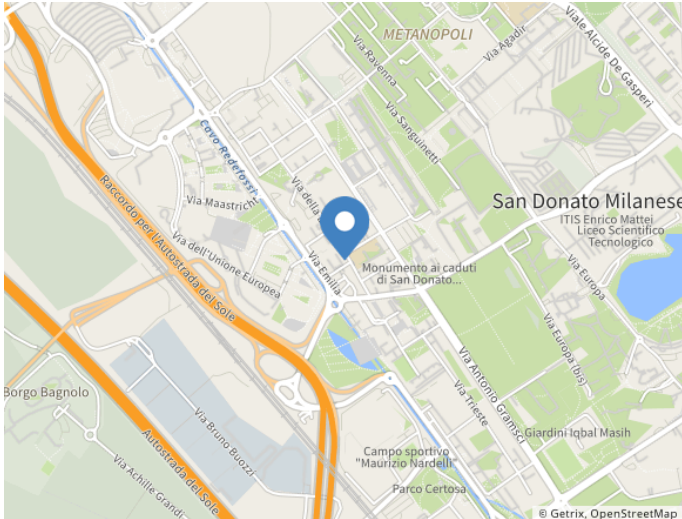 METANOPOLI
Via Agadir
Viale Alcide De Gasperi
Via Ravenna
Via Sanguinetti
Cavo Redefossi
Via Maastricht
Via della
San Donato Milanese
ITIS Enrico Mattei
Liceo Scientifico
Tecnologico
Raccordo per l'Autostrada del Sole
Via dell'Unione Europea
Via Emilia
Monumento ai caduti
di San Donato...
Via Europa
Via Europa (bis)
Via Antonio Gramsci
Via Trieste
Borgo Bagnolo
Via Bruno Buozzi
Giardini Iqbal Masih
Autostrada del Sole
Via Achille Grandi
Campo sportivo
"Maurizio Nardelli"
Parco Certosa
© Getrix, OpenStreetMap